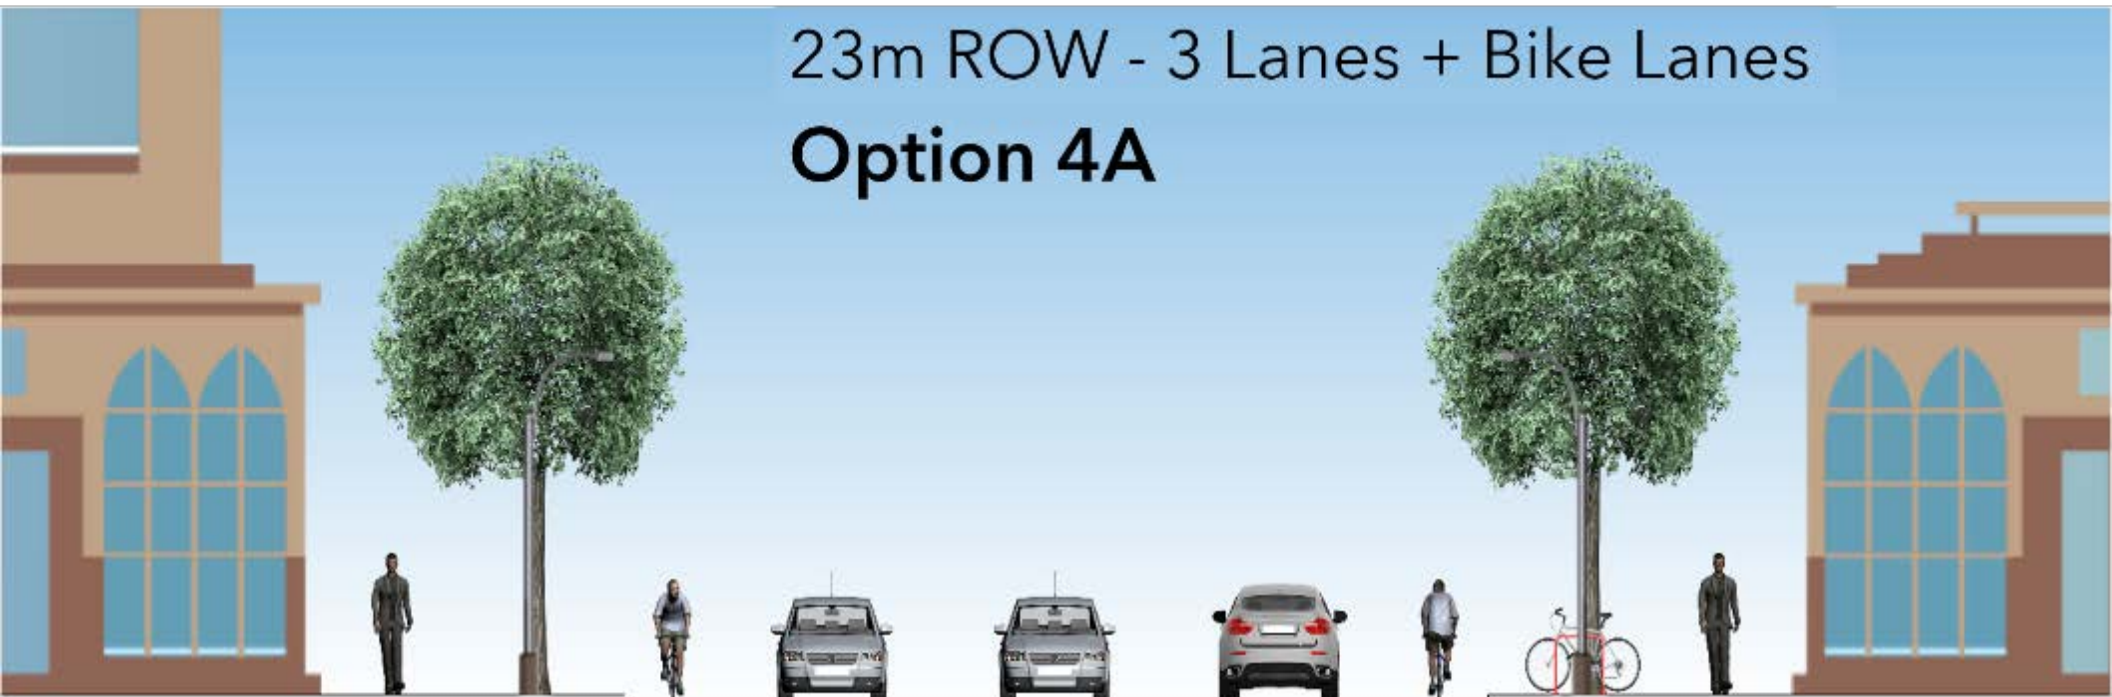 23m ROW - 3 Lanes + Bike Lanes
Option 4A